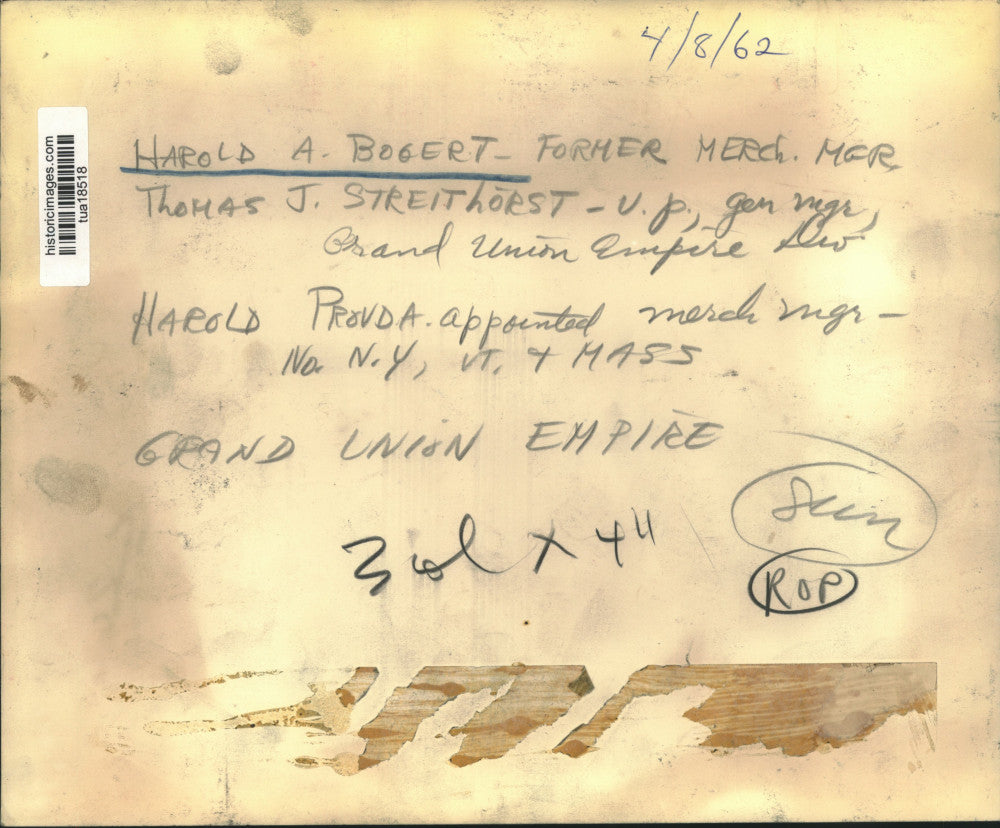 4/8/62
historicimages.com
tua18518
HAROLD A. BOGERT - FORMER MERCH. MGR.
THOMAS J. STREITHORST - V. p., gen mgr,
Grand Union Empire Div
HAROLD PROVDA. appointed merch mgr -
No. N.Y, VT. + MASS
GRAND UNION EMPIRE
Sun
3 col X 4"
ROP